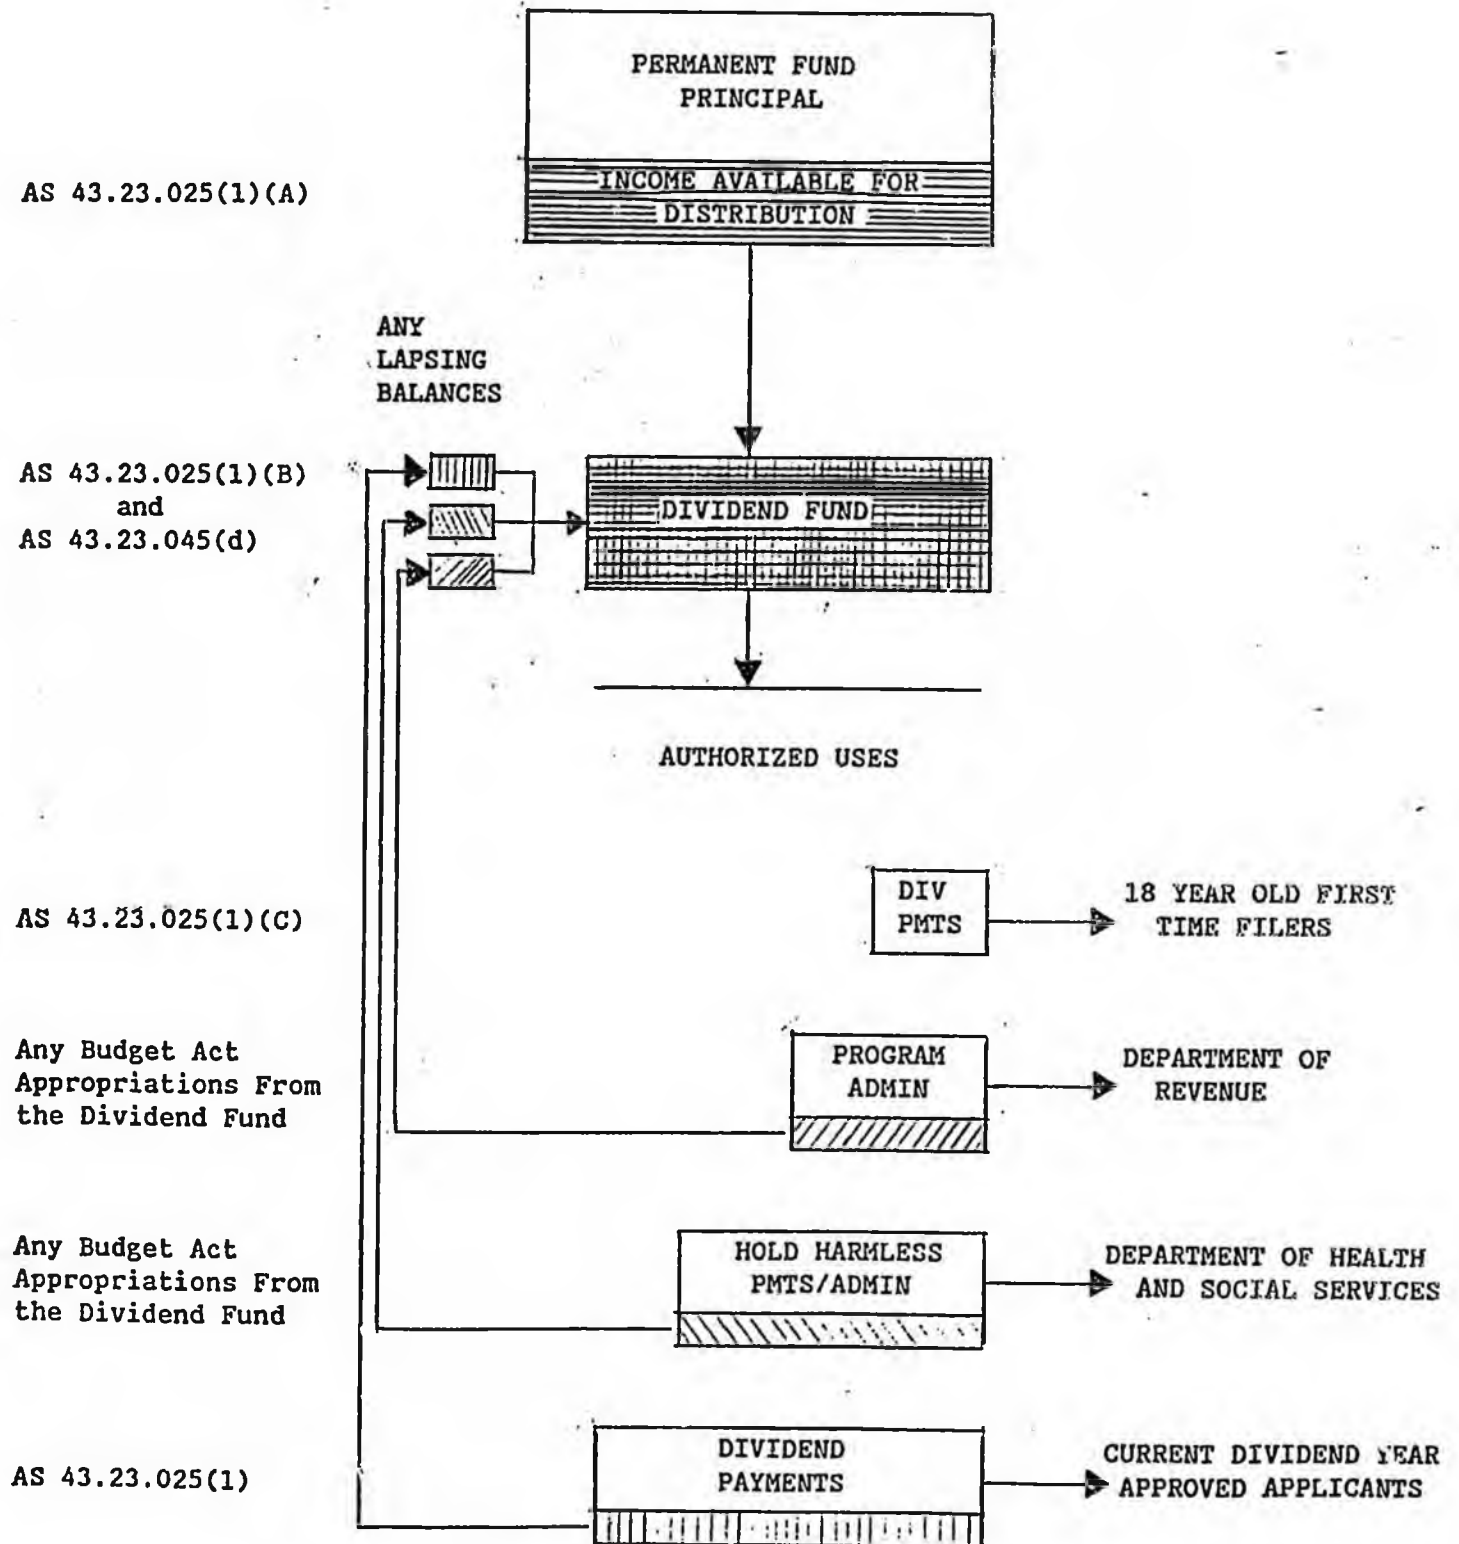 PERMANENT FUND
PRINCIPAL
AS 43.23.025(1)(A)
INCOME AVAILABLE FOR
DISTRIBUTION
ANY
LAPSING
BALANCES
AS 43.23.025(1)(B)
and
AS 43.23.045(d)
DIVIDEND FUND
AUTHORIZED USES
AS 43.23.025(1)(C)
DIV
PMTS
18 YEAR OLD FIRST
TIME FILERS
Any Budget Act
Appropriations From
the Dividend Fund
PROGRAM
ADMIN
DEPARTMENT OF
REVENUE
Any Budget Act
Appropriations From
the Dividend Fund
HOLD HARMLESS
PMTS/ADMIN
DEPARTMENT OF HEALTH
AND SOCIAL SERVICES
AS 43.23.025(1)
DIVIDEND
PAYMENTS
CURRENT DIVIDEND YEAR
APPROVED APPLICANTS